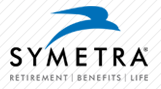 SYMETRA®
RETIREMENT | BENEFITS | LIFE